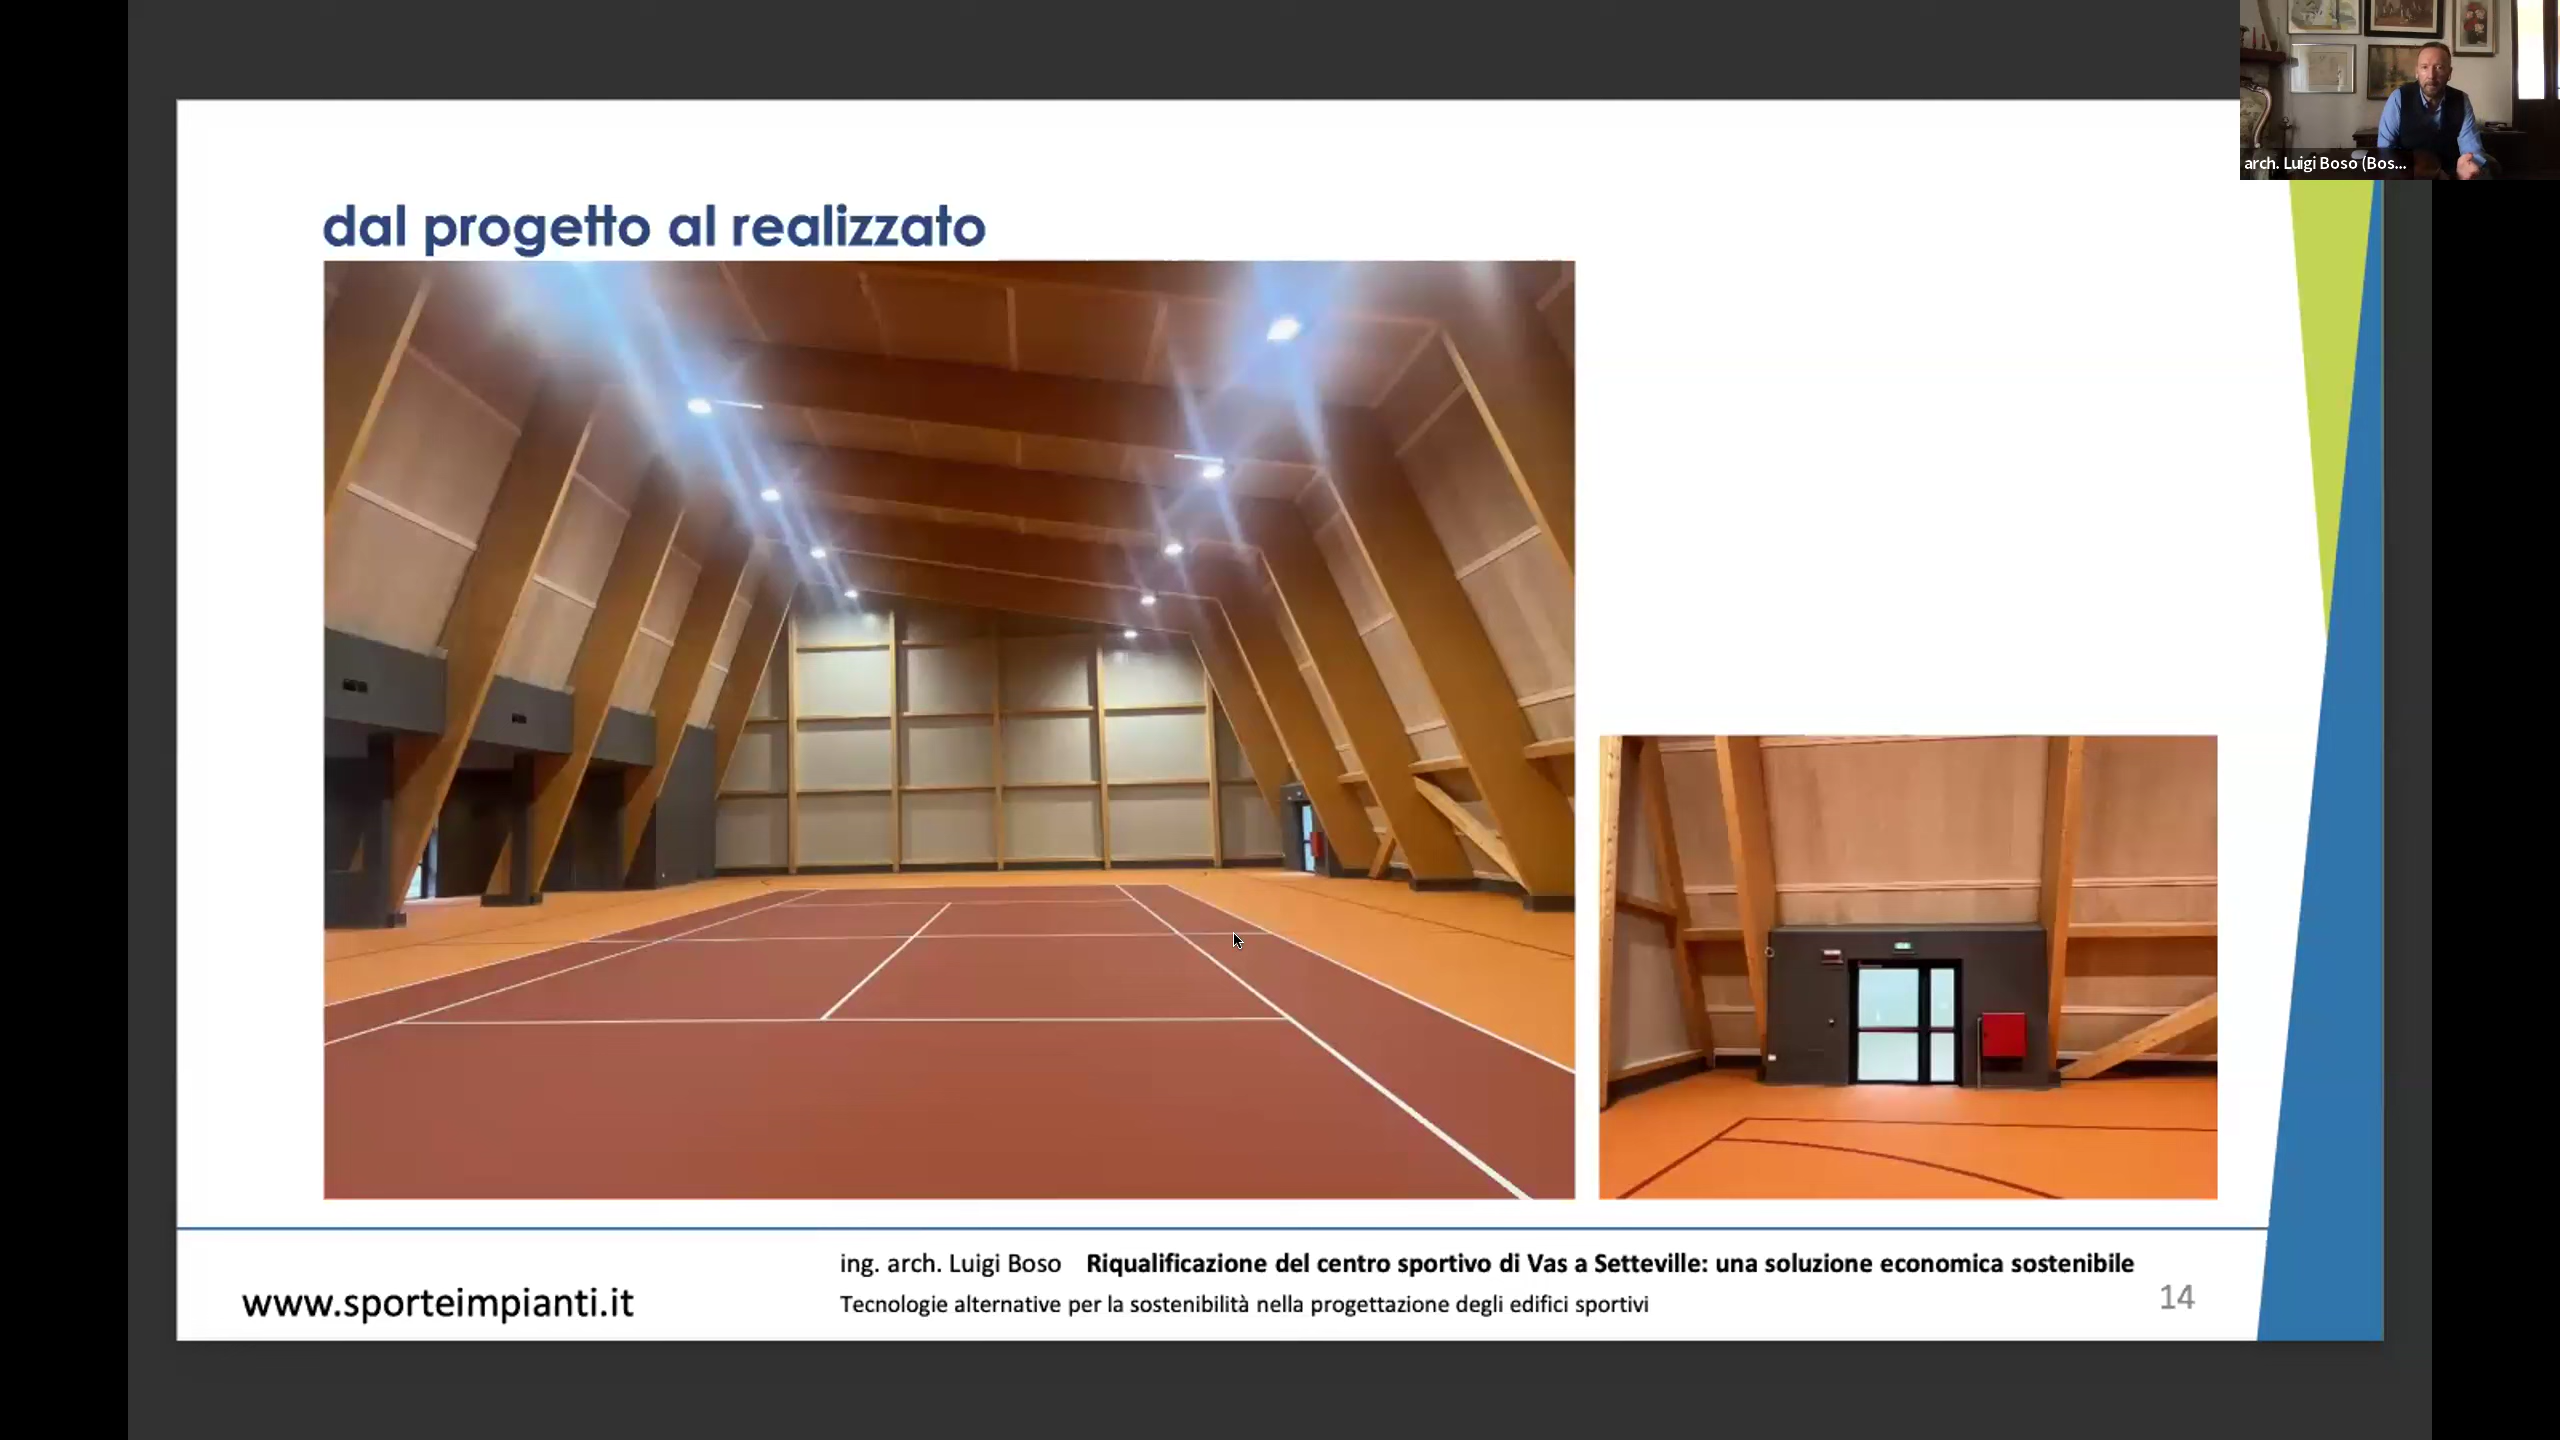 arch. Luigi Boso (Bos...
dal progetto al realizzato
ing. arch. Luigi Boso Riqualificazione del centro sportivo di Vas a Setteville: una soluzione economica sostenibile
www.sporteimpianti.it
Tecnologie alternative per la sostenibilità nella progettazione degli edifici sportivi
14